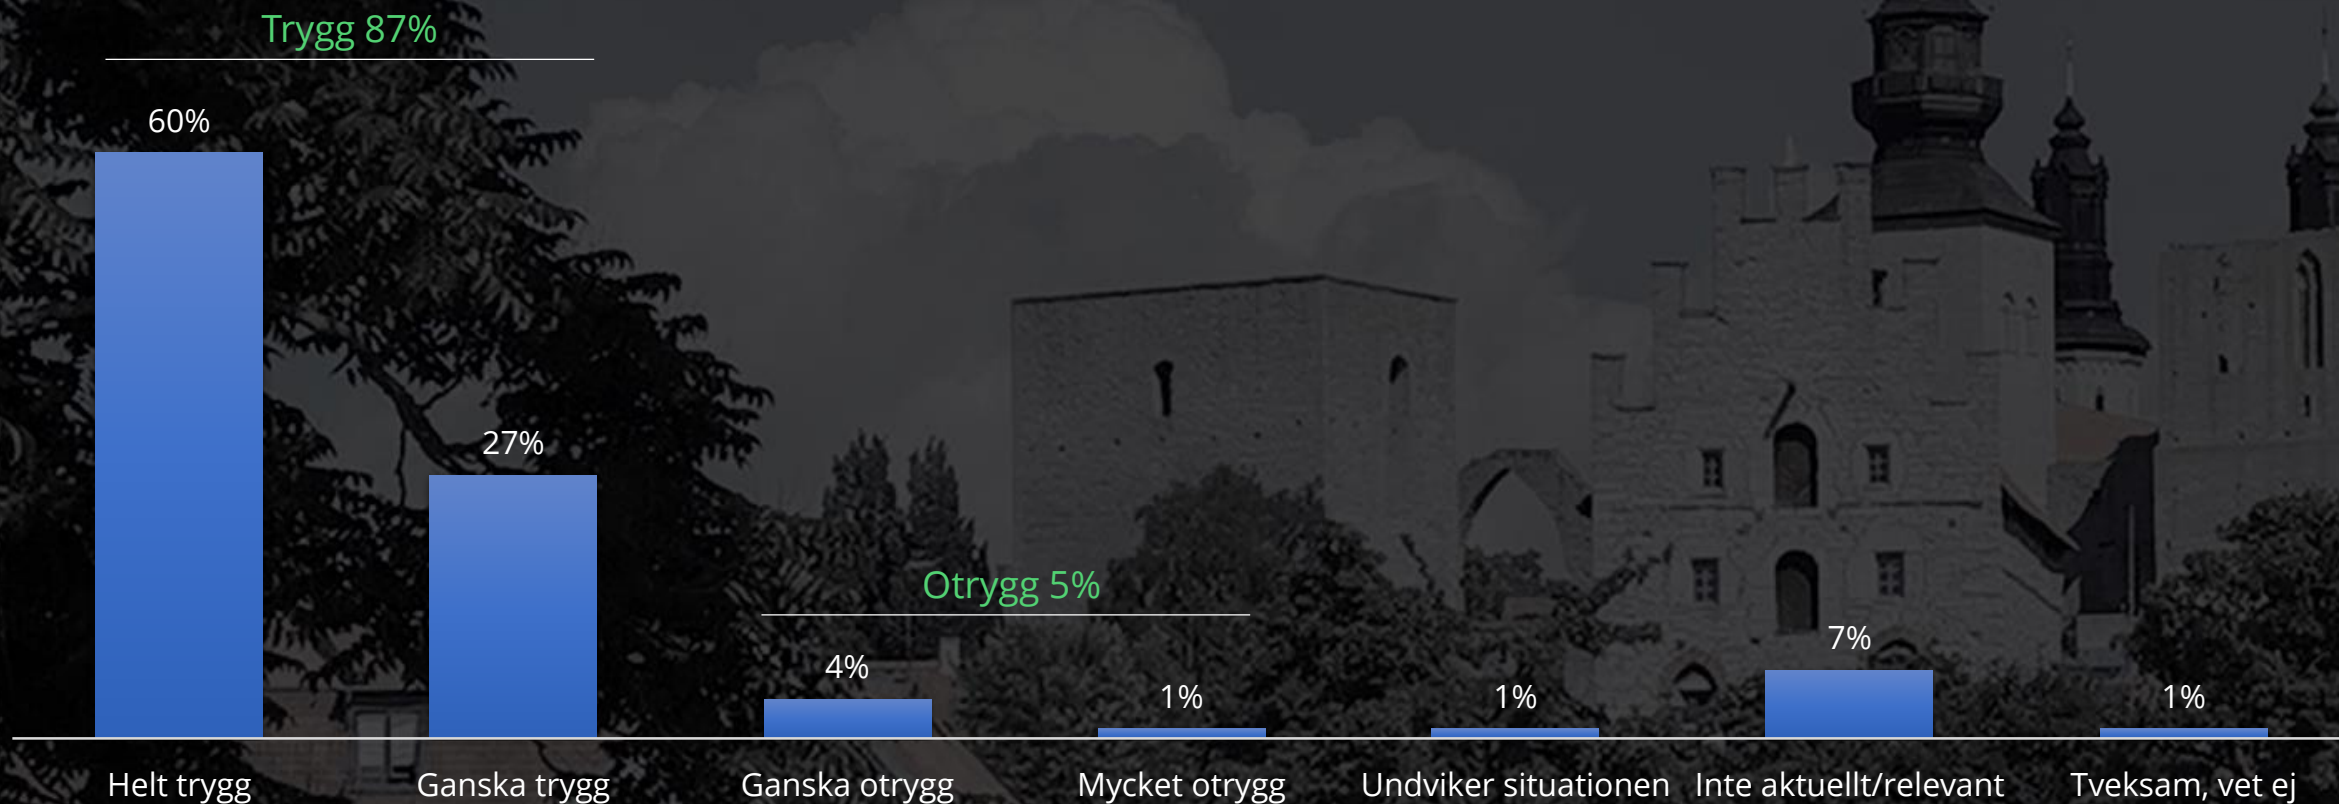 Trygg 87%
60%
27%
Otrygg 5%
4%
1%
1%
7%
1%
Helt trygg
Ganska trygg
Ganska otrygg
Mycket otrygg
Undviker situationen
Inte aktuellt/relevant
Tveksam, vet ej